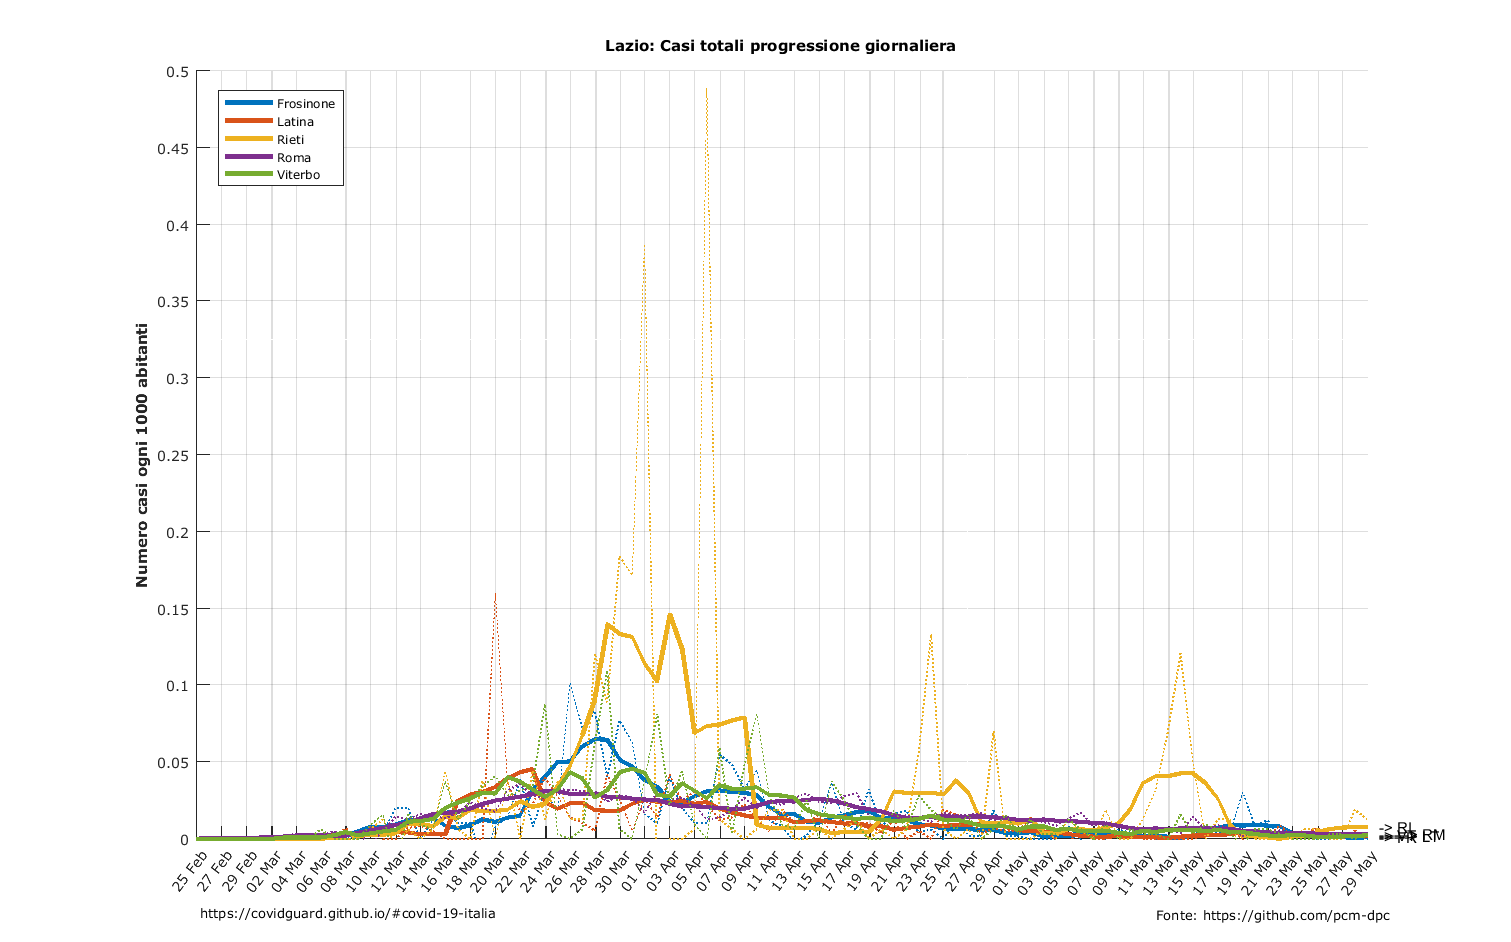 Lazio: Casi totali progressione giornaliera
Numero casi ogni 1000 abitanti
0.5
0.45
0.4
0.35
0.3
0.25
0.2
0.15
0.1
0.05
0
Frosinone
Latina
Rieti
Roma
Viterbo
25 Feb
27 Feb
29 Feb
02 Mar
04 Mar
06 Mar
08 Mar
10 Mar
12 Mar
14 Mar
16 Mar
18 Mar
20 Mar
22 Mar
24 Mar
26 Mar
28 Mar
30 Mar
01 Apr
03 Apr
05 Apr
07 Apr
09 Apr
11 Apr
13 Apr
15 Apr
17 Apr
19 Apr
21 Apr
23 Apr
25 Apr
27 Apr
29 Apr
01 May
03 May
05 May
07 May
09 May
11 May
13 May
15 May
17 May
19 May
21 May
23 May
25 May
27 May
29 May
-> RI
RM
https://covidguard.github.io/#covid-19-italia
Fonte: https://github.com/pcm-dpc